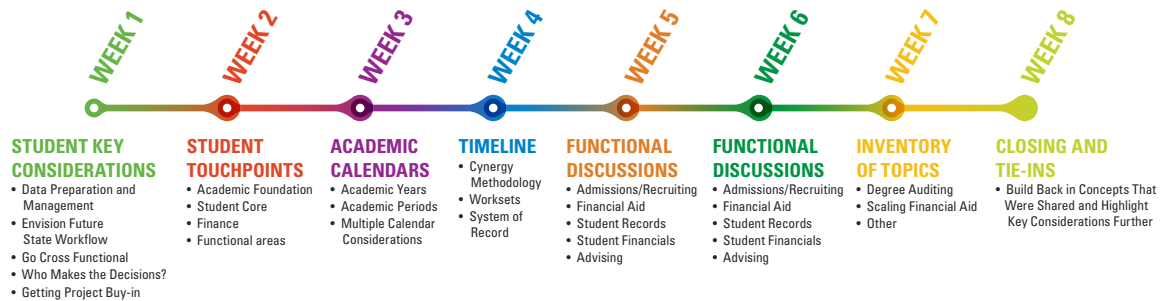 WEEK 1
WEEK 2
WEEK 3
WEEK 4
WEEK 5
WEEK 6
WEEK 7
WEEK 8
STUDENT KEY
CONSIDERATIONS
• Data Preparation and
Management
• Envision Future
State Workflow
• Go Cross Functional
• Who Makes the Decisions?
• Getting Project Buy-in
STUDENT
TOUCHPOINTS
• Academic Foundation
• Student Core
• Finance
• Functional areas
ACADEMIC
CALENDARS
• Academic Years
• Academic Periods
• Multiple Calendar
Considerations
TIMELINE
• Cynergy
Methodology
• Worksets
• System of
Record
FUNCTIONAL
DISCUSSIONS
• Admissions/Recruiting
• Financial Aid
• Student Records
• Student Financials
• Advising
FUNCTIONAL
DISCUSSIONS
• Admissions/Recruiting
• Financial Aid
• Student Records
• Student Financials
• Advising
INVENTORY
OF TOPICS
• Degree Auditing
• Scaling Financial Aid
• Other
CLOSING AND
TIE-INS
• Build Back in Concepts That
Were Shared and Highlight
Key Considerations Further